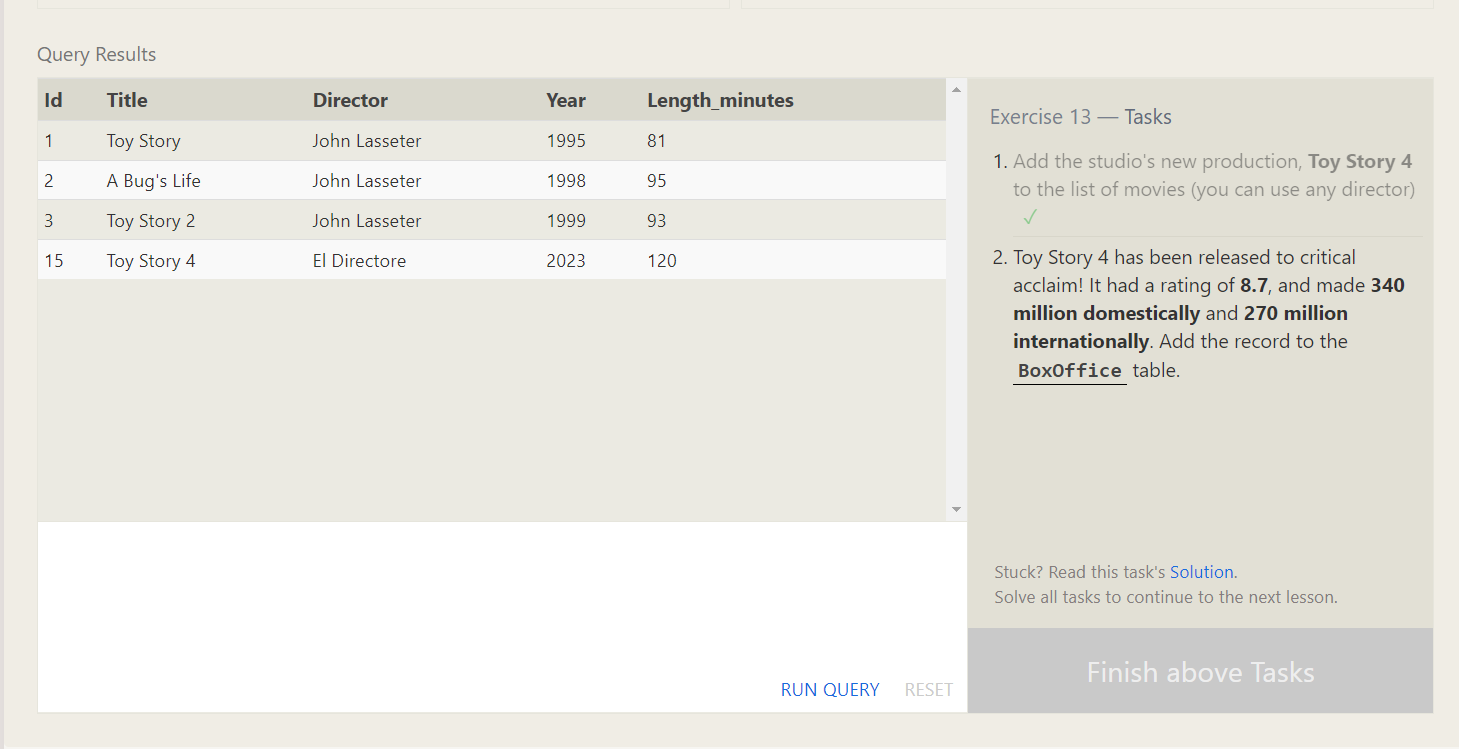 Query Results
Id Title Director Year Length_minutes
1 Toy Story John Lasseter 1995 81
2 A Bug's Life John Lasseter 1998 95
3 Toy Story 2 John Lasseter 1999 93
15 Toy Story 4 El Directore 2023 120
RUN QUERY RESET
Exercise 13 — Tasks
1. Add the studio's new production, Toy Story 4
to the list of movies (you can use any director)
✓
2. Toy Story 4 has been released to critical
acclaim! It had a rating of 8.7, and made 340
million domestically and 270 million
internationally. Add the record to the
BoxOffice table.
Stuck? Read this task's Solution.
Solve all tasks to continue to the next lesson.
Finish above Tasks